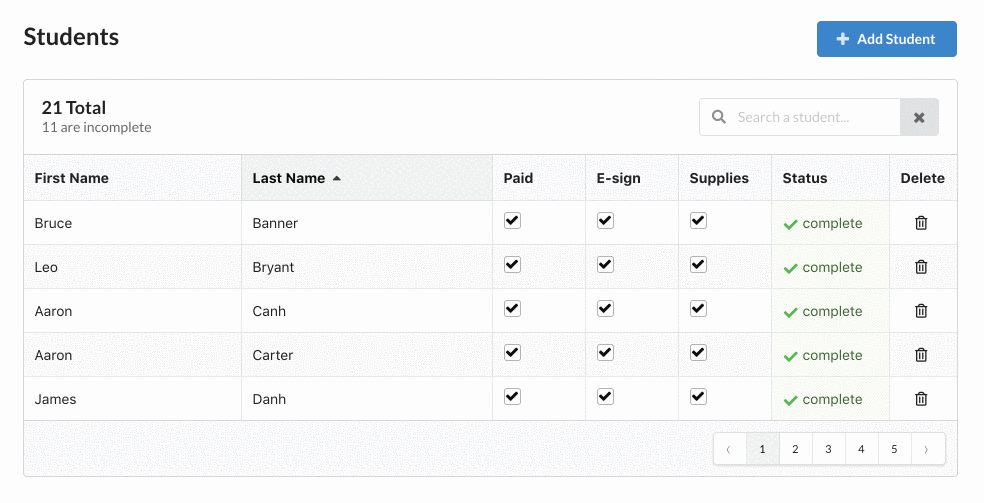 Students
Add Student
21 Total
11 are incomplete
Search a student...
First Name Last Name Paid E-sign Supplies Status Delete
Bruce Banner complete
Leo Bryant complete
Aaron Canh complete
Aaron Carter complete
James Danh complete
‹ 1 2 3 4 5 ›